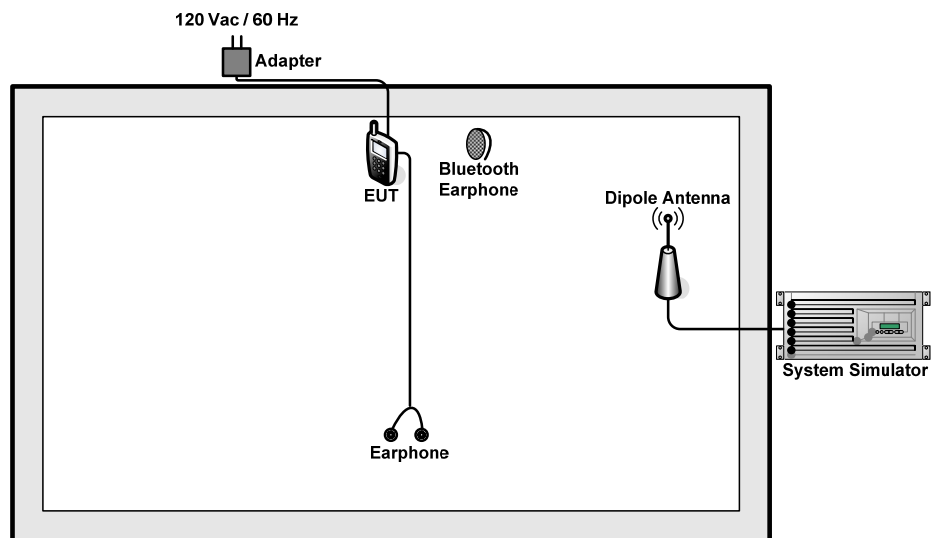 120 Vac / 60 Hz
Adapter
EUT
Bluetooth
Earphone
Dipole Antenna
System Simulator
Earphone